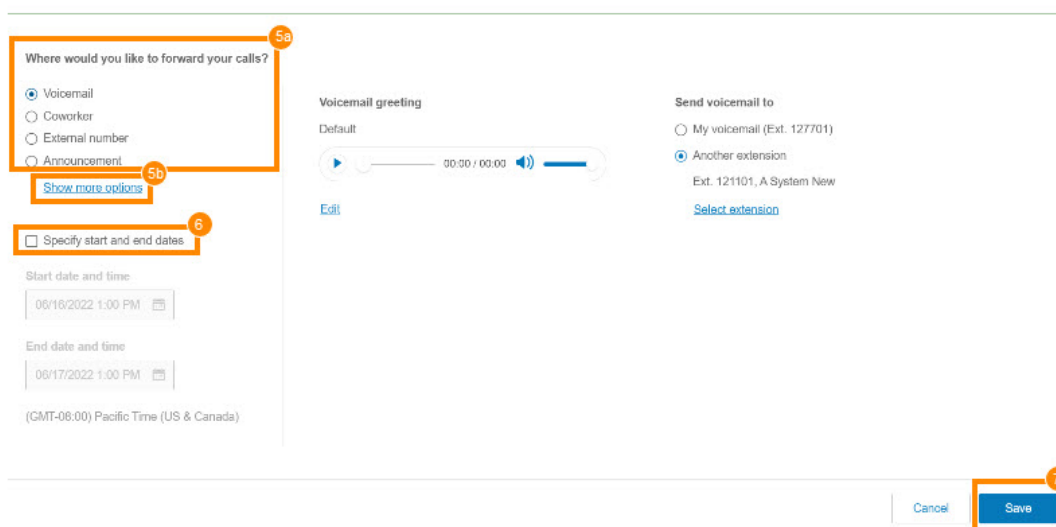 5a
Where would you like to forward your calls?
Voicemail
Coworker
External number
Announcement
5b
Show more options
6
Specify start and end dates
Start date and time
06/16/2022 1:00 PM
End date and time
06/17/2022 1:00 PM
(GMT-08:00) Pacific Time (US & Canada)
Voicemail greeting
Default
00:00 / 00:00
Edit
Send voicemail to
My voicemail (Ext. 127701)
Another extension
Ext. 121101, A System New
Select extension
7
Cancel
Save